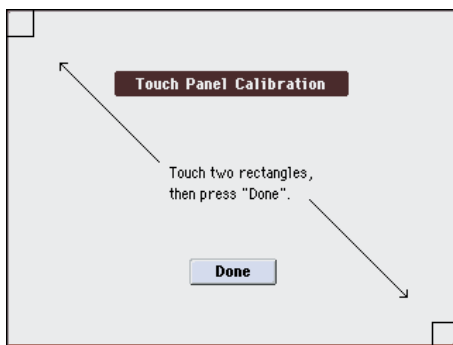 Touch Panel Calibration
Touch two rectangles,
then press "Done".
Done